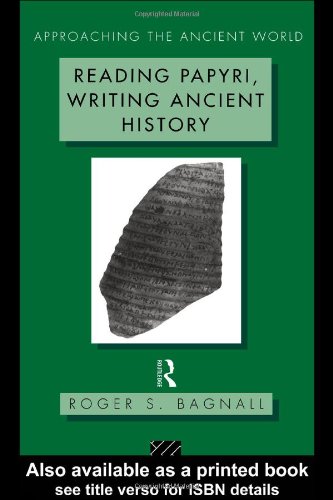 APPROACHING THE ANCIENT WORLD
READING PAPYRI,
WRITING ANCIENT
HISTORY
ROUTLEDGE
ROGER S. BAGNALL
Also available as a printed book
see title verso for ISBN details